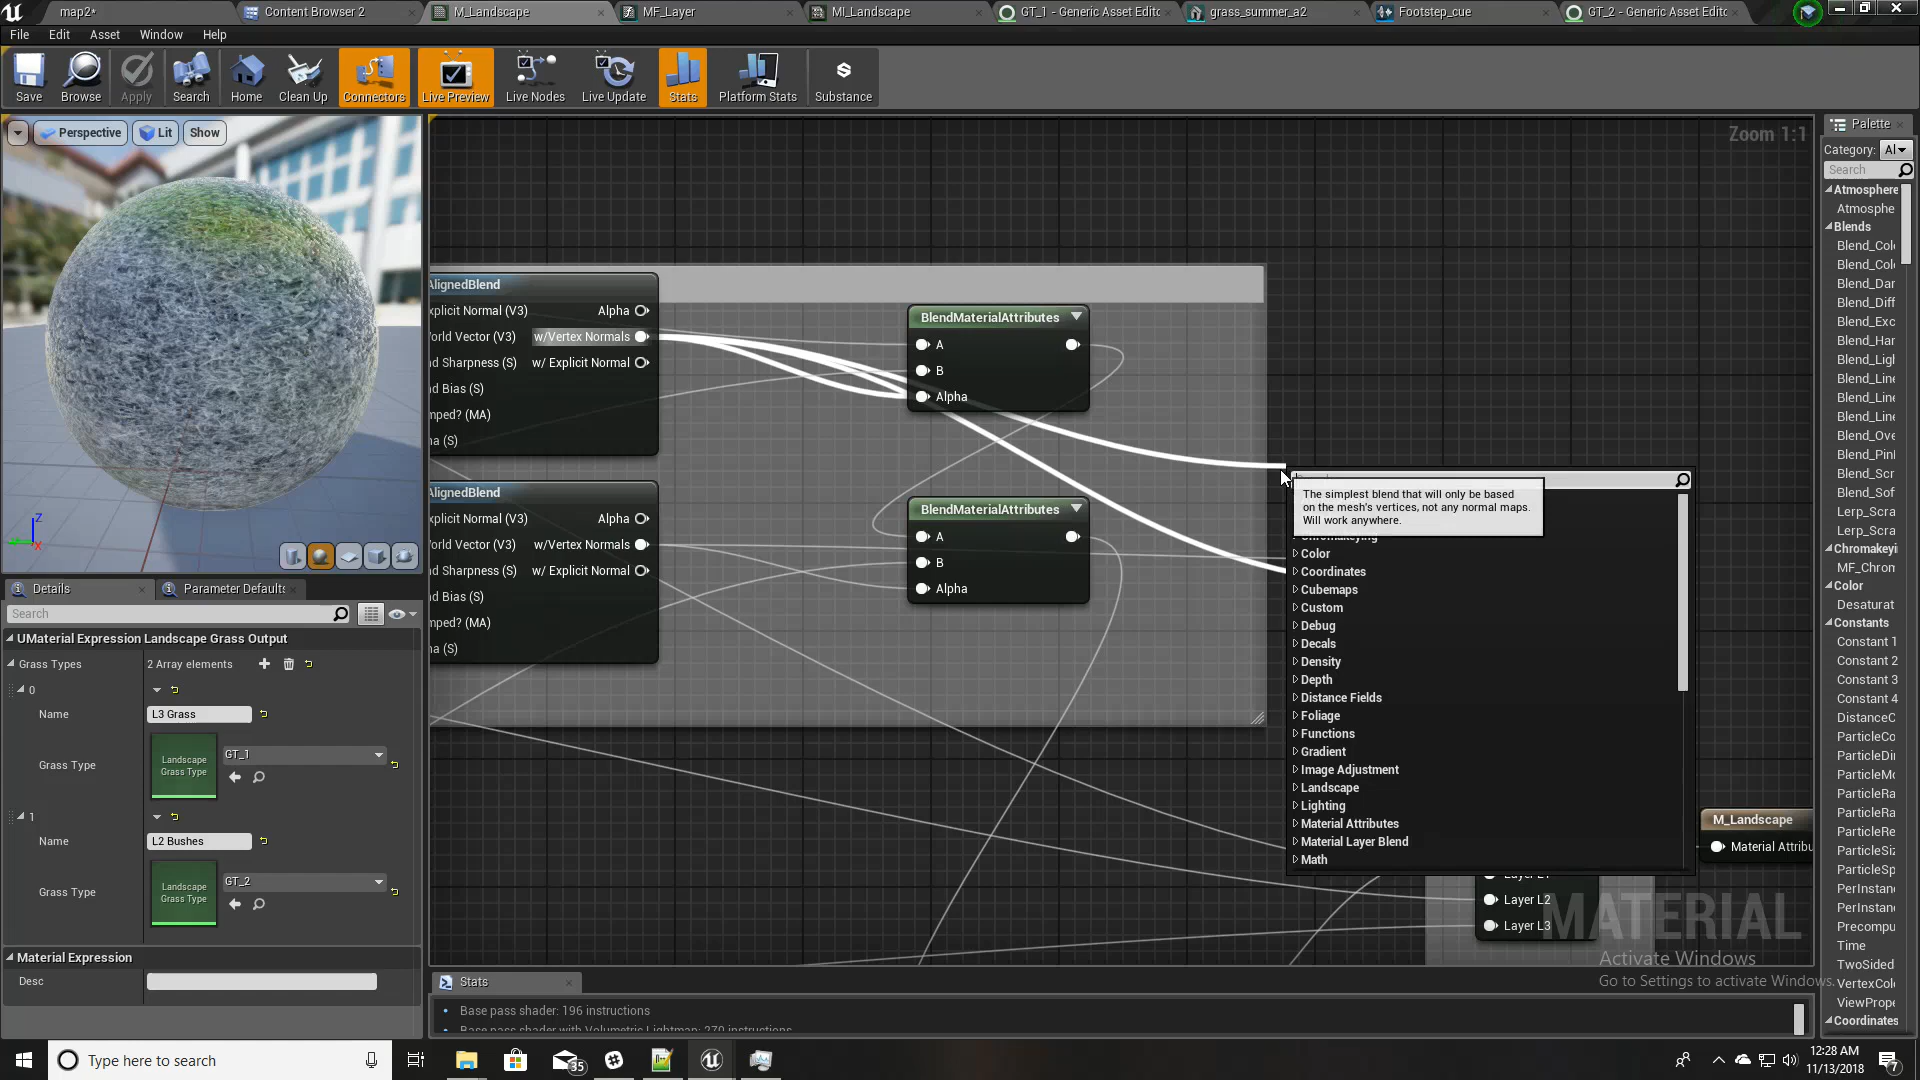 map2*
Content Browser 2
M_Landscape
MF_Layer
MI_Landscape
GT_1 - Generic Asset Editc
grass_summer_a2
Footstep_cue
GT_2 - Generic Asset Editc
File Edit Asset Window Help
Save
Browse
Apply
Search
Home
Clean Up
Connectors
Live Preview
Live Nodes
Live Update
Stats
Platform Stats
Substance
Perspective
Lit
Show
Z
X
Zoom 1:1
Palette
Category: Al
Search
Atmosphere
Atmosphe
Blends
Blend_Col
Blend_Col
Blend_Dar
Blend_Diff
Blend_Exc
Blend_Har
Blend_Ligh
Blend_Line
Blend_Line
Blend_Line
Blend_Ove
Blend_Pinl
Blend_Scr
Blend_Sof
Lerp_Scra
Lerp_Scra
Chromakeyi
MF_Chrom
Color
Desaturat
Constants
Constant 1
Constant 2
Constant 3
Constant 4
DistanceC
ParticleCo
ParticleDi
ParticleMo
ParticleRa
ParticleRa
ParticleRe
ParticleSiz
ParticleSp
PerInstan
PerInstan
Precompu
Time
TwoSided
VertexCol
ViewPrope
Coordinates
AlignedBlend
xplicit Normal (V3)
Alpha
orld Vector (V3)
w/Vertex Normals
d Sharpness (S)
w/ Explicit Normal
d Bias (S)
mped? (MA)
ha (S)
AlignedBlend
xplicit Normal (V3)
Alpha
orld Vector (V3)
w/Vertex Normals
d Sharpness (S)
w/ Explicit Normal
d Bias (S)
mped? (MA)
ha (S)
BlendMaterialAttributes
A
B
Alpha
BlendMaterialAttributes
A
B
Alpha
The simplest blend that will only be based
on the mesh's vertices, not any normal maps.
Will work anywhere.
Chromakeying
Color
Coordinates
Cubemaps
Custom
Debug
Decals
Density
Depth
Distance Fields
Foliage
Functions
Gradient
Image Adjustment
Landscape
Lighting
Material Attributes
Material Layer Blend
Math
M_Landscape
Material Attribu
Layer L1
Layer L2
Layer L3
MATERIAL
Activate Windows
Go to Settings to activate Windows.
Details
Parameter Defaults
Search
UMaterial Expression Landscape Grass Output
Grass Types
2 Array elements
0
Name
L3 Grass
Grass Type
Landscape
Grass Type
GT_1
1
Name
L2 Bushes
Grass Type
Landscape
Grass Type
GT_2
Material Expression
Desc
Stats
Base pass shader: 196 instructions
Base pass shader with Volumetric Lightmap: 270 instructions
Type here to search
35
12:28 AM
11/13/2018
7